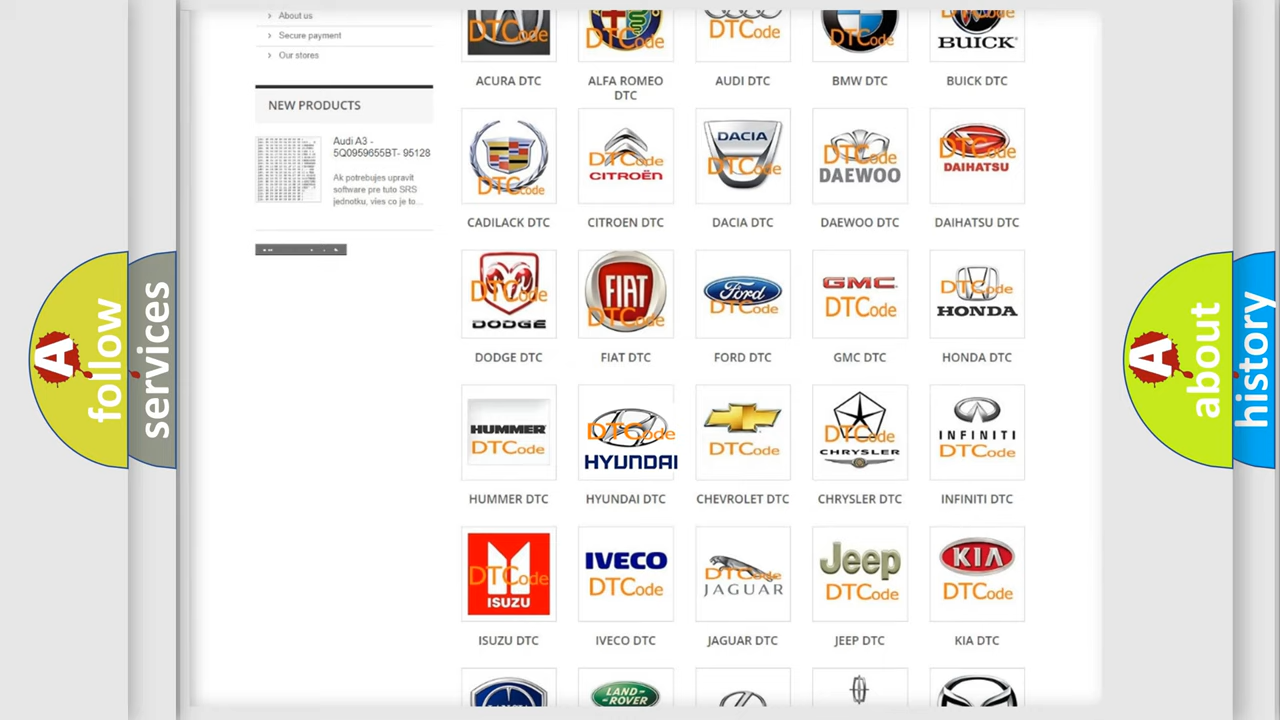 About us
Secure payment
Our stores
NEW PRODUCTS
Audi A3 -
5Q0959655BT- 95128
Ak potrebujes upravit
software pre tuto SRS
jednotku, vies co je to...
DTCode
DTCode
DTCode
DTCode
BUICK
ACURA DTC
ALFA ROMEO
DTC
AUDI DTC
BMW DTC
BUICK DTC
DTCode
DTCode
CITROËN
DACIA
DTCode
DTCode
DAEWOO
DTCode
DAIHATSU
CADILACK DTC
CITROEN DTC
DACIA DTC
DAEWOO DTC
DAIHATSU DTC
DTCode
DODGE
FIAT
DTCode
Ford
DTCode
GMC
DTCode
DTCode
HONDA
DODGE DTC
FIAT DTC
FORD DTC
GMC DTC
HONDA DTC
HUMMER
DTCode
DTCode
HYUNDAI
DTCode
DTCode
CHRYSLER
INFINITI
DTCode
HUMMER DTC
HYUNDAI DTC
CHEVROLET DTC
CHRYSLER DTC
INFINITI DTC
DTCode
ISUZU
IVECO
DTCode
DTCode
JAGUAR
Jeep
DTCode
KIA
DTCode
ISUZU DTC
IVECO DTC
JAGUAR DTC
JEEP DTC
KIA DTC
LAND-
ROVER
A
follow
services
A
about
history